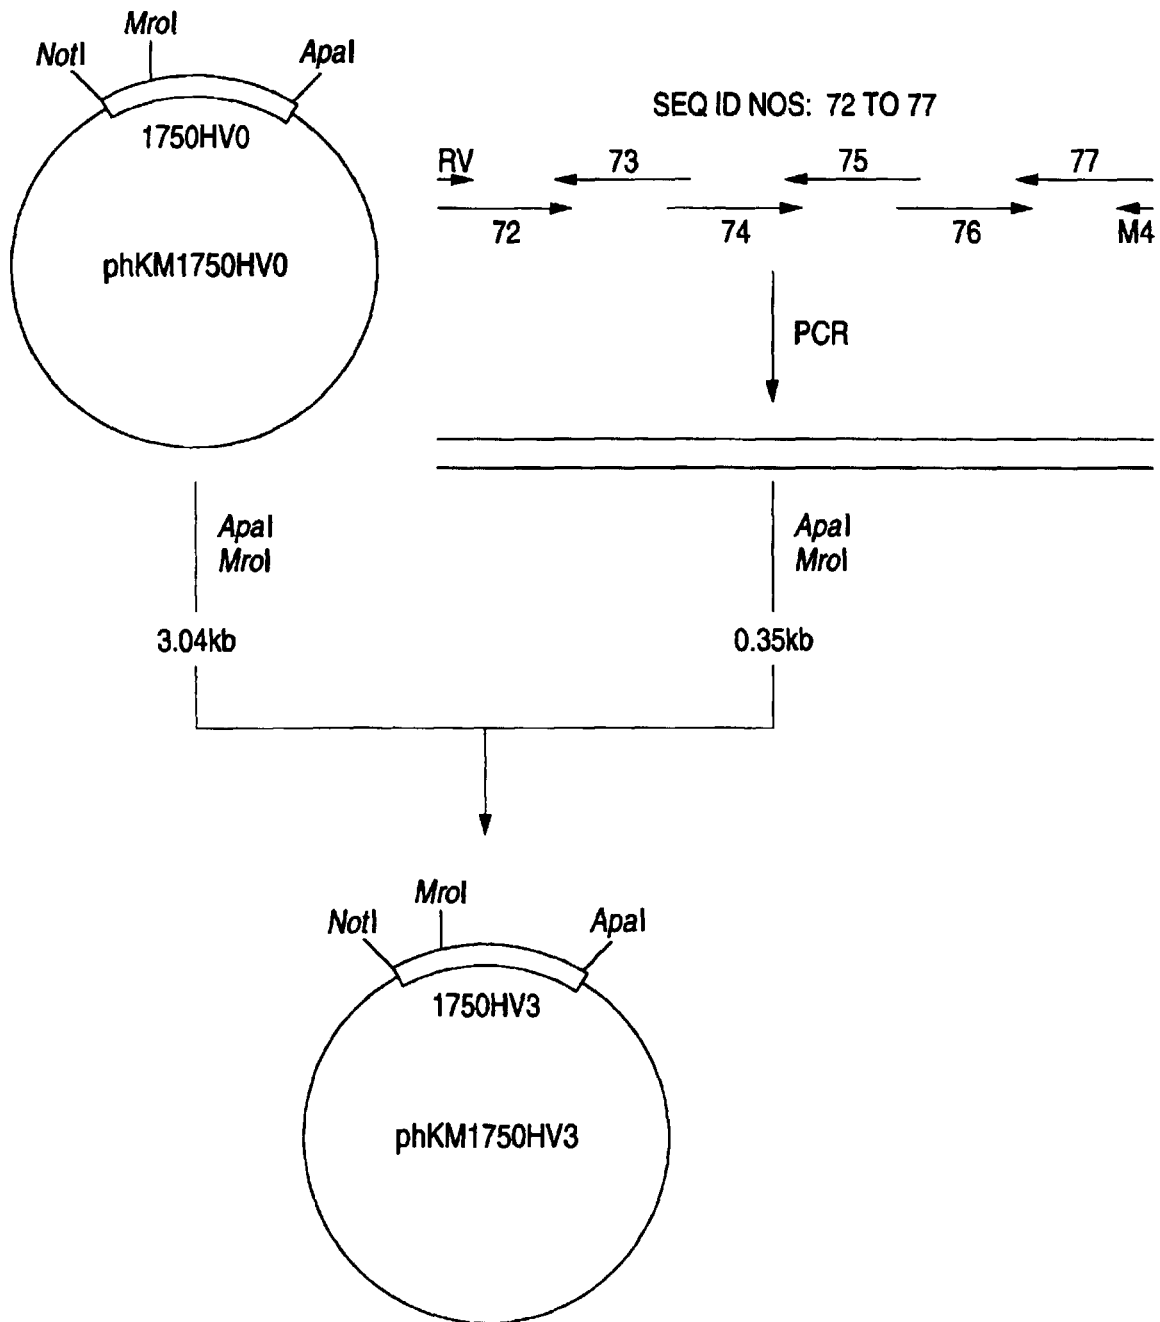 MroI
NotI
ApaI
1750HV0
phKM1750HV0
SEQ ID NOS: 72 TO 77
RV
73
75
77
72
74
76
M4
PCR
ApaI
MroI
ApaI
MroI
3.04kb
0.35kb
MroI
NotI
ApaI
1750HV3
phKM1750HV3